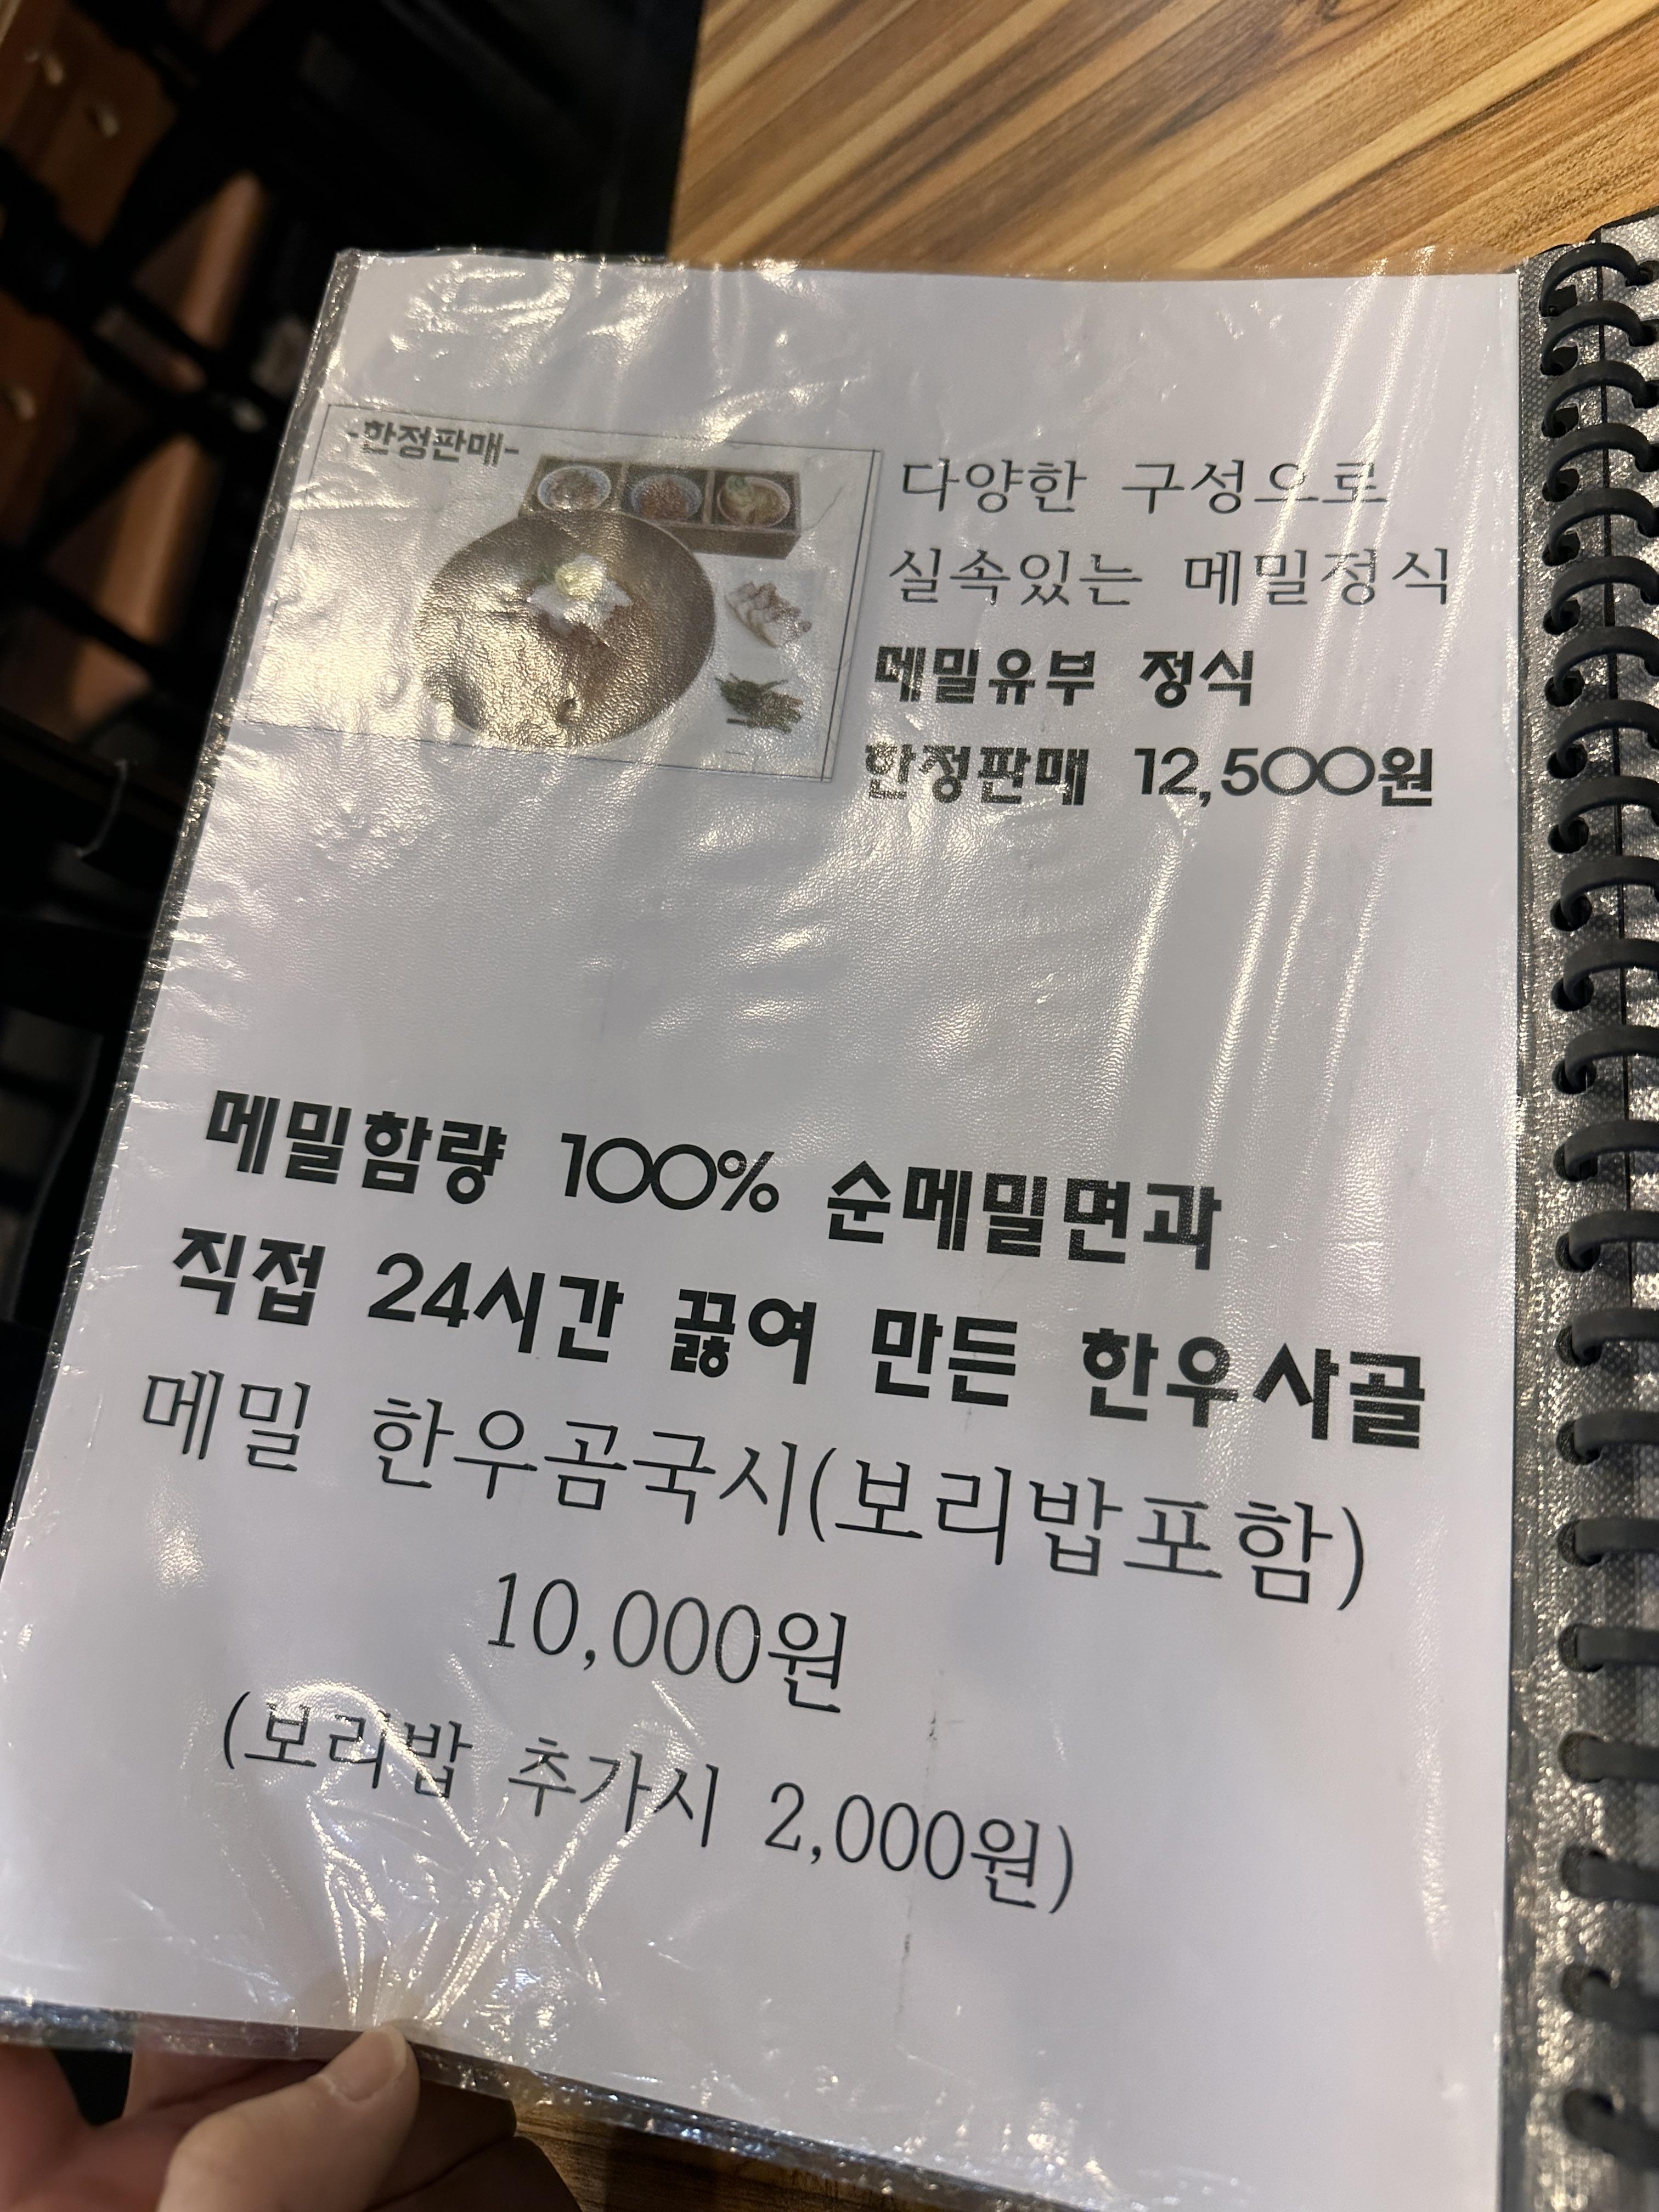 -한정판매-
다양한 구성으로
실속있는 메밀정식
메밀유부 정식
한정판매 12,500원
메밀함량 100% 순메밀면과
직접 24시간 끓여 만든 한우사골
메밀 한우곰국시(보리밥포함)
10,000원
(보리밥 추가시 2,000원)